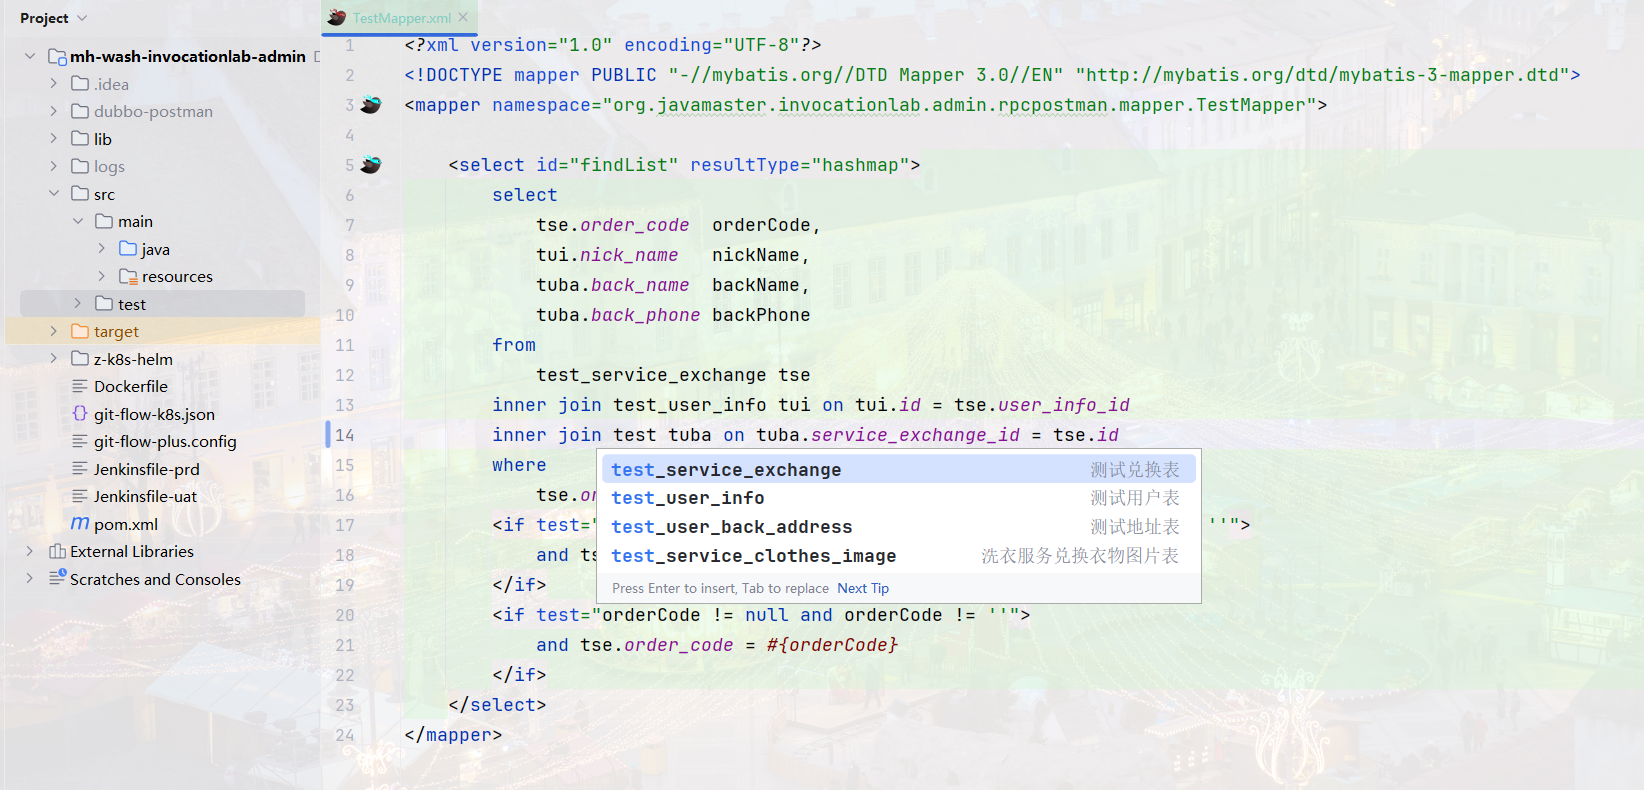 Project
TestMapper.xml
mh-wash-invocationlab-admin
.idea
dubbo-postman
lib
logs
src
main
java
resources
test
target
z-k8s-helm
Dockerfile
git-flow-k8s.json
git-flow-plus.config
Jenkinsfile-prd
Jenkinsfile-uat
pom.xml
External Libraries
Scratches and Consoles
1 <?xml version="1.0" encoding="UTF-8"?>
2 <!DOCTYPE mapper PUBLIC "-//mybatis.org//DTD Mapper 3.0//EN" "http://mybatis.org/dtd/mybatis-3-mapper.dtd">
3 <mapper namespace="org.javamaster.invocationlab.admin.rpcpostman.mapper.TestMapper">
4
5 <select id="findList" resultType="hashmap">
6 select
7 tse.order_code orderCode,
8 tui.nick_name nickName,
9 tuba.back_name backName,
10 tuba.back_phone backPhone
11 from
12 test_service_exchange tse
13 inner join test_user_info tui on tui.id = tse.user_info_id
14 inner join test tuba on tuba.service_exchange_id = tse.id
15 where
16 tse.or
17 <if test=" ''">
18 and ts
19 </if>
20 <if test="orderCode != null and orderCode != ''">
21 and tse.order_code = #{orderCode}
22 </if>
23 </select>
24 </mapper>
test_service_exchange 测试兑换表
test_user_info 测试用户表
test_user_back_address 测试地址表
test_service_clothes_image 洗衣服务兑换衣物图片表
Press Enter to insert, Tab to replace Next Tip